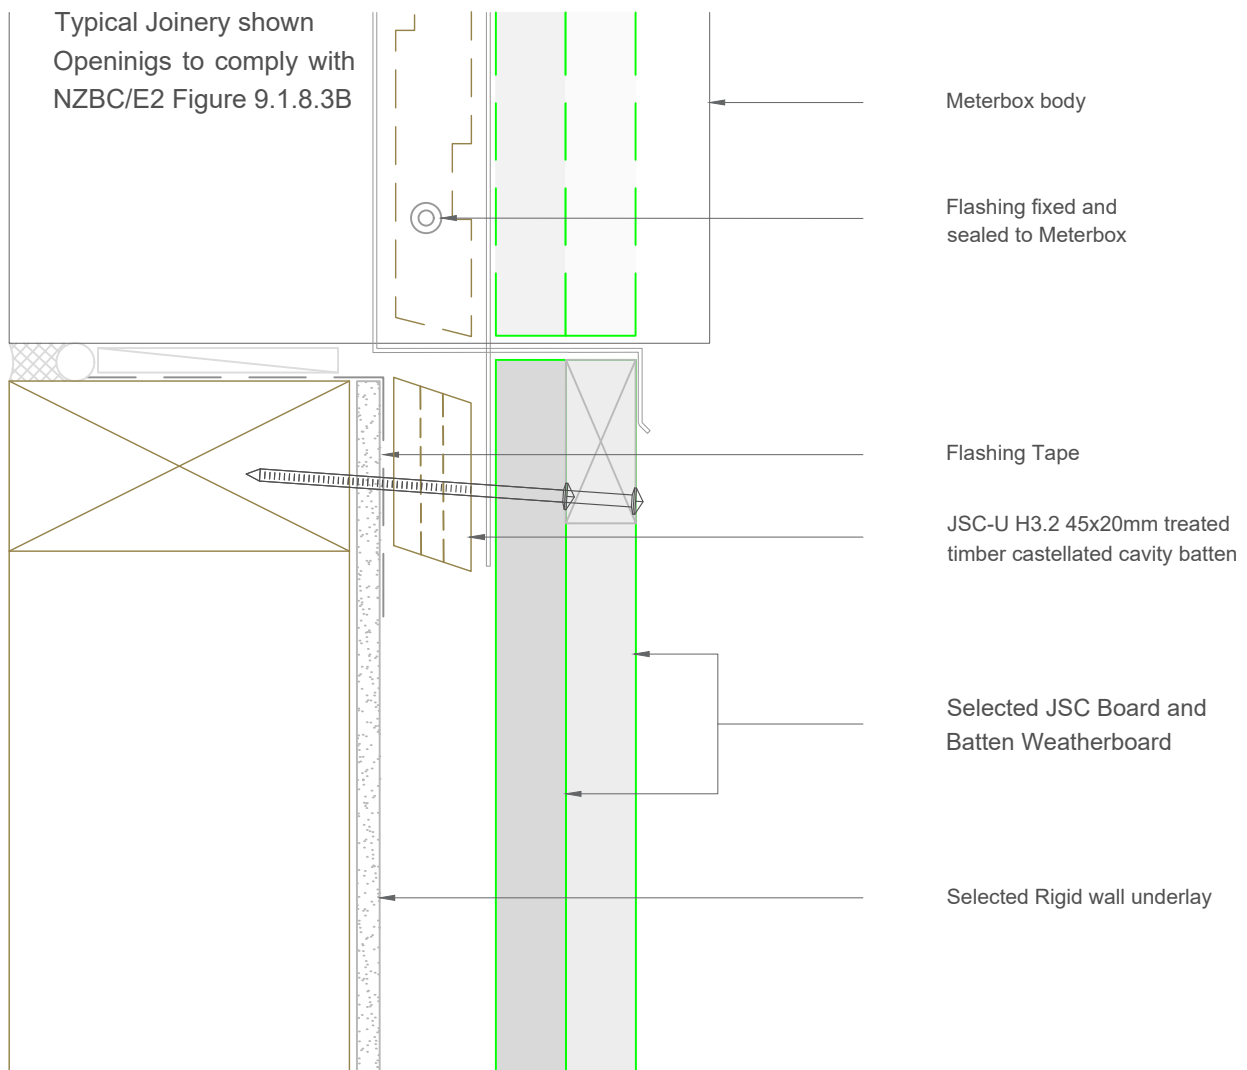 Typical Joinery shown
Openinigs to comply with
NZBC/E2 Figure 9.1.8.3B
Meterbox body
Flashing fixed and
sealed to Meterbox
Flashing Tape
JSC-U H3.2 45x20mm treated
timber castellated cavity batten
Selected JSC Board and
Batten Weatherboard
Selected Rigid wall underlay